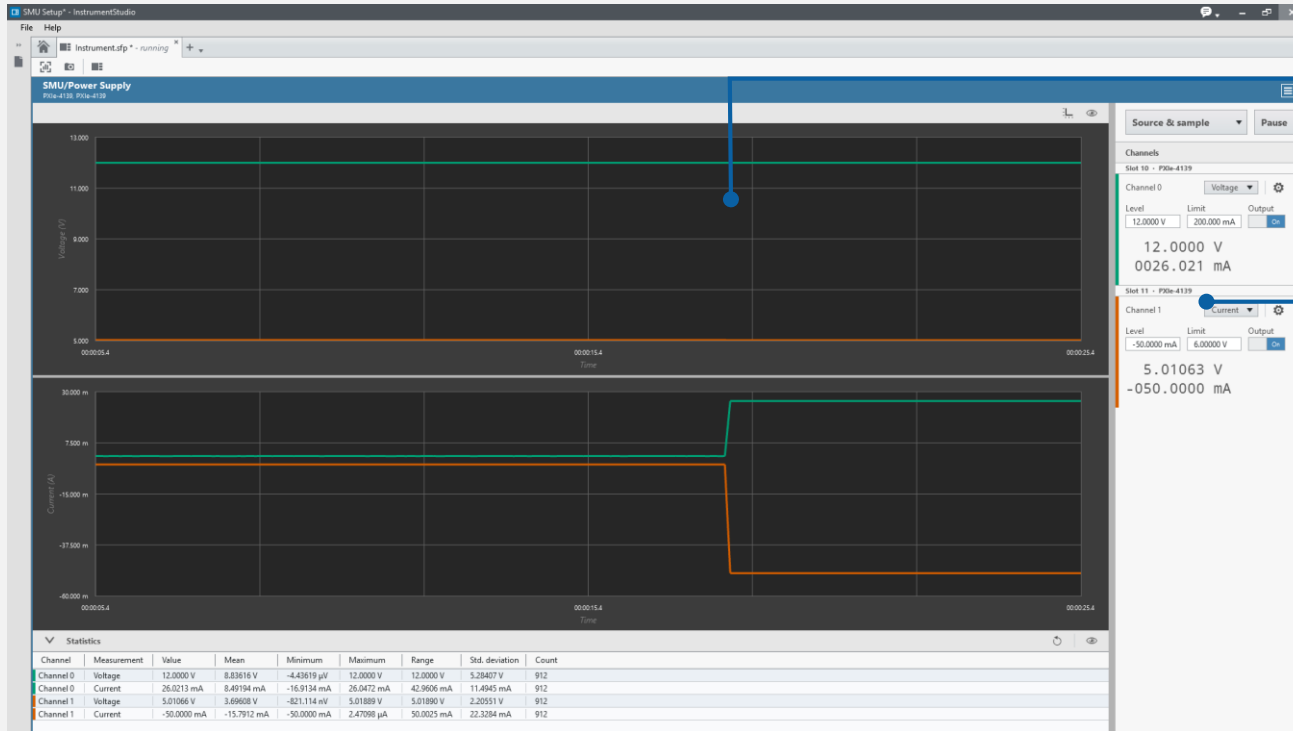 SMU Setup* - InstrumentStudio
File Help
Instrument.sfp * - running
SMU/Power Supply
PXIe-4139, PXIe-4139
Source & sample Pause
Channels
Slot 10 - PXIe-4139
Channel 0 Voltage
Level Limit Output
12.0000 V 200.000 mA On
12.0000 V
0026.021 mA
Slot 11 - PXIe-4139
Channel 1 Current
Level Limit Output
-50.0000 mA 6.00000 V On
5.01063 V
-050.0000 mA
13.000
11.000
9.000
7.000
5.000
Voltage (V)
00:00:05.4 00:00:15.4 00:00:25.4
Time
30.000 m
7.500 m
-15.000 m
-37.500 m
-60.000 m
Current (A)
00:00:05.4 00:00:15.4 00:00:25.4
Time
Statistics
Channel Measurement Value Mean Minimum Maximum Range Std. deviation Count
Channel 0 Voltage 12.0000 V 8.83616 V -4.43619 µV 12.0000 V 12.0000 V 5.28407 V 912
Channel 0 Current 26.0213 mA 8.49194 mA -16.9134 mA 26.0472 mA 42.9606 mA 11.4945 mA 912
Channel 1 Voltage 5.01066 V 3.69608 V -821.114 nV 5.01889 V 5.01890 V 2.20551 V 912
Channel 1 Current -50.0000 mA -15.7912 mA -50.0000 mA 2.47098 µA 50.0025 mA 22.3284 mA 912